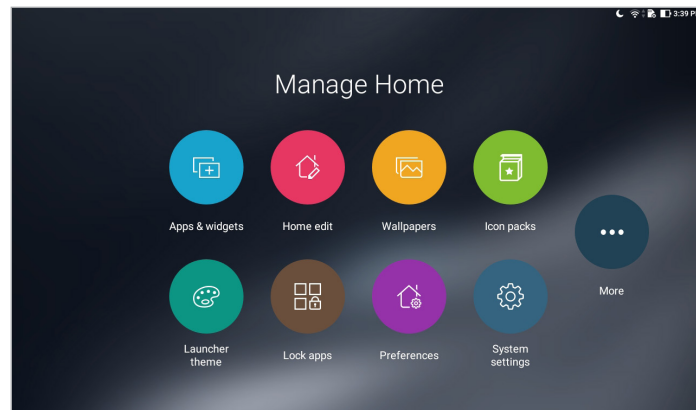 3:39 P
Manage Home
Apps & widgets
Home edit
Wallpapers
Icon packs
More
Launcher
theme
Lock apps
Preferences
System
settings